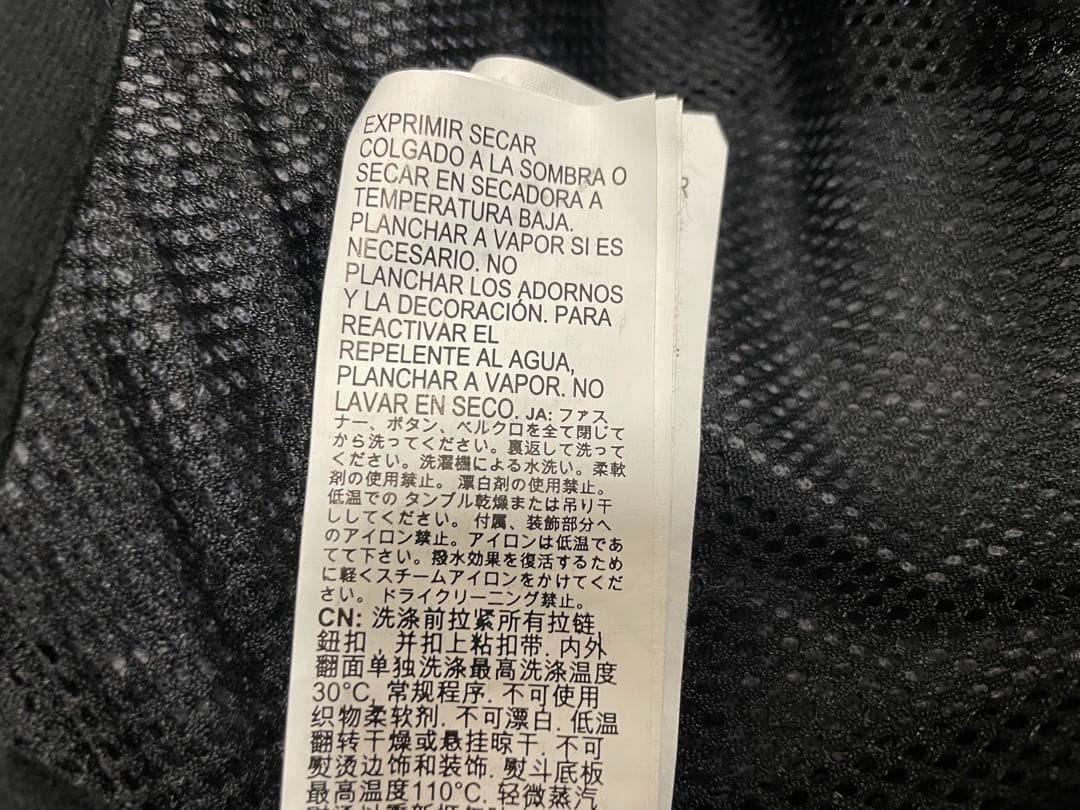 EXPRIMIR SECAR
COLGADO A LA SOMBRA O
SECAR EN SECADORA A
TEMPERATURA BAJA.
PLANCHAR A VAPOR SI ES
NECESARIO. NO
PLANCHAR LOS ADORNOS
Y LA DECORACIÓN. PARA
REACTIVAR EL
REPELENTE AL AGUA,
PLANCHAR A VAPOR. NO
LAVAR EN SECO. JA: ファス
ナー、ボタン、ベルクロを全て閉じて
から洗ってください。裏返して洗って
ください。洗濯機による水洗い。柔軟
剤の使用禁止。漂白剤の使用禁止。
低温での タンブル乾燥または吊り干
ししてください。 付属、装飾部分へ
のアイロン禁止。アイロンは低温であ
てて下さい。撥水効果を復活するため
に軽くスチームアイロンをかけてくだ
さい。 ドライクリーニング禁止。
CN: 洗涤前拉紧所有拉链,
鈕扣 , 并扣上粘扣带. 内外
翻面单独洗涤最高洗涤温度
30°C, 常规程序. 不可使用
织物柔软剂. 不可漂白. 低温
翻转干燥或悬挂晾干. 不可
熨烫边饰和装饰. 熨斗底板
最高温度110°C. 轻微蒸汽
R